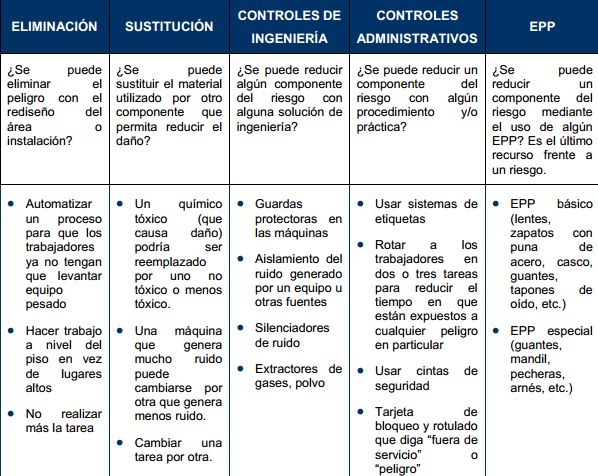 ELIMINACIÓN
SUSTITUCIÓN
CONTROLES DE
INGENIERÍA
CONTROLES
ADMINISTRATIVOS
EPP
¿Se puede
eliminar el
peligro con el
rediseño del
área o
instalación?
¿Se puede
sustituir el material
utilizado por otro
componente que
permita reducir el
daño?
¿Se puede reducir
algún componente
del riesgo con
alguna solución de
ingeniería?
¿Se puede reducir un
componente del
riesgo con algún
procedimiento y/o
práctica?
¿Se puede
reducir un
componente del
riesgo mediante
el uso de algún
EPP? Es el último
recurso frente a
un riesgo.
• Automatizar
un proceso
para que los
trabajadores
ya no tengan
que levantar
equipo
pesado
• Hacer trabajo
a nivel del
piso en vez
de lugares
altos
• No realizar
más la tarea
• Un químico
tóxico (que
causa daño)
podría ser
reemplazado
por uno no
tóxico o menos
tóxico.
• Una máquina
que genera
mucho ruido
puede
cambiarse por
otra que genera
menos ruido.
• Cambiar una
tarea por otra.
• Guardas
protectoras en
las máquinas
• Aislamiento del
ruido generado
por un equipo u
otras fuentes
• Silenciadores
de ruido
• Extractores de
gases, polvo
• Usar sistemas de
etiquetas
• Rotar a los
trabajadores en
dos o tres tareas
para reducir el
tiempo en que
están expuestos a
cualquier peligro
en particular
• Usar cintas de
seguridad
• Tarjeta de
bloqueo y rotulado
que diga “fuera de
servicio” o
“peligro”
• EPP básico
(lentes,
zapatos con
puna de
acero, casco,
guantes,
tapones de
oído, etc.)
• EPP especial
(guantes,
mandil,
pecheras,
arnés, etc.)